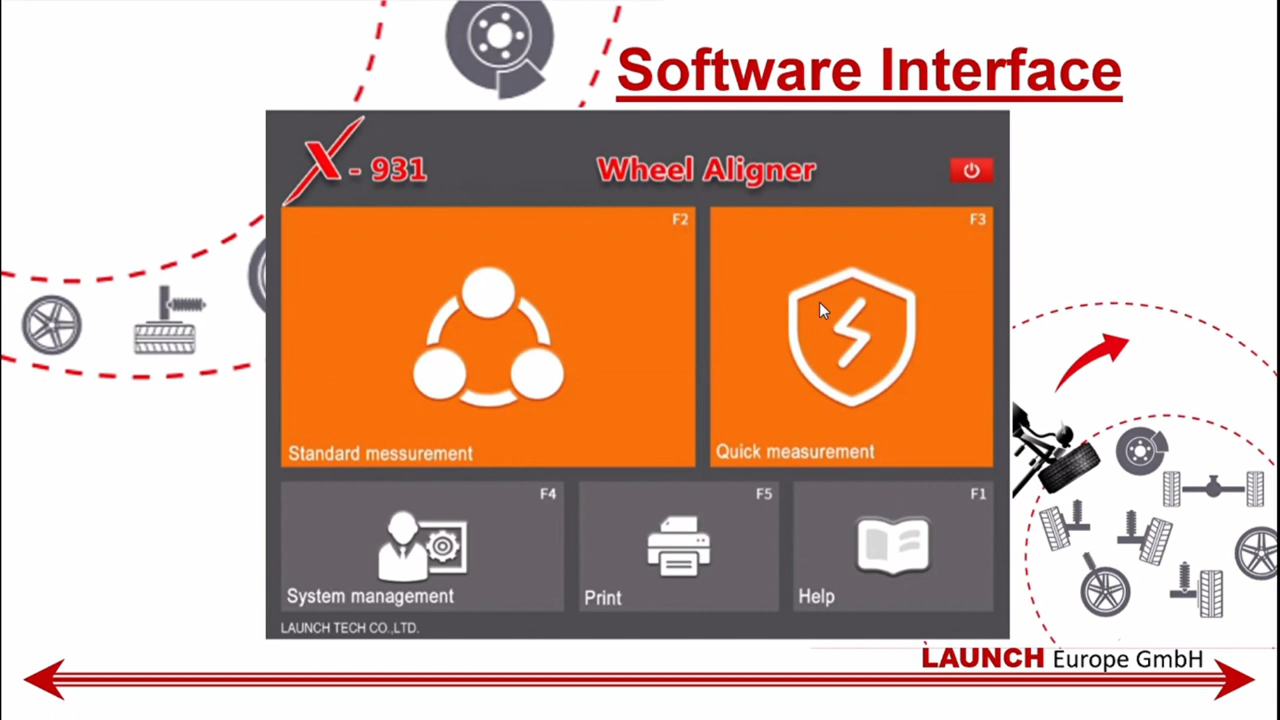 Software Interface
X - 931
Wheel Aligner
F2
F3
Standard messurement
Quick measurement
F4
F5
F1
System management
Print
Help
LAUNCH TECH CO.,LTD.
LAUNCH Europe GmbH